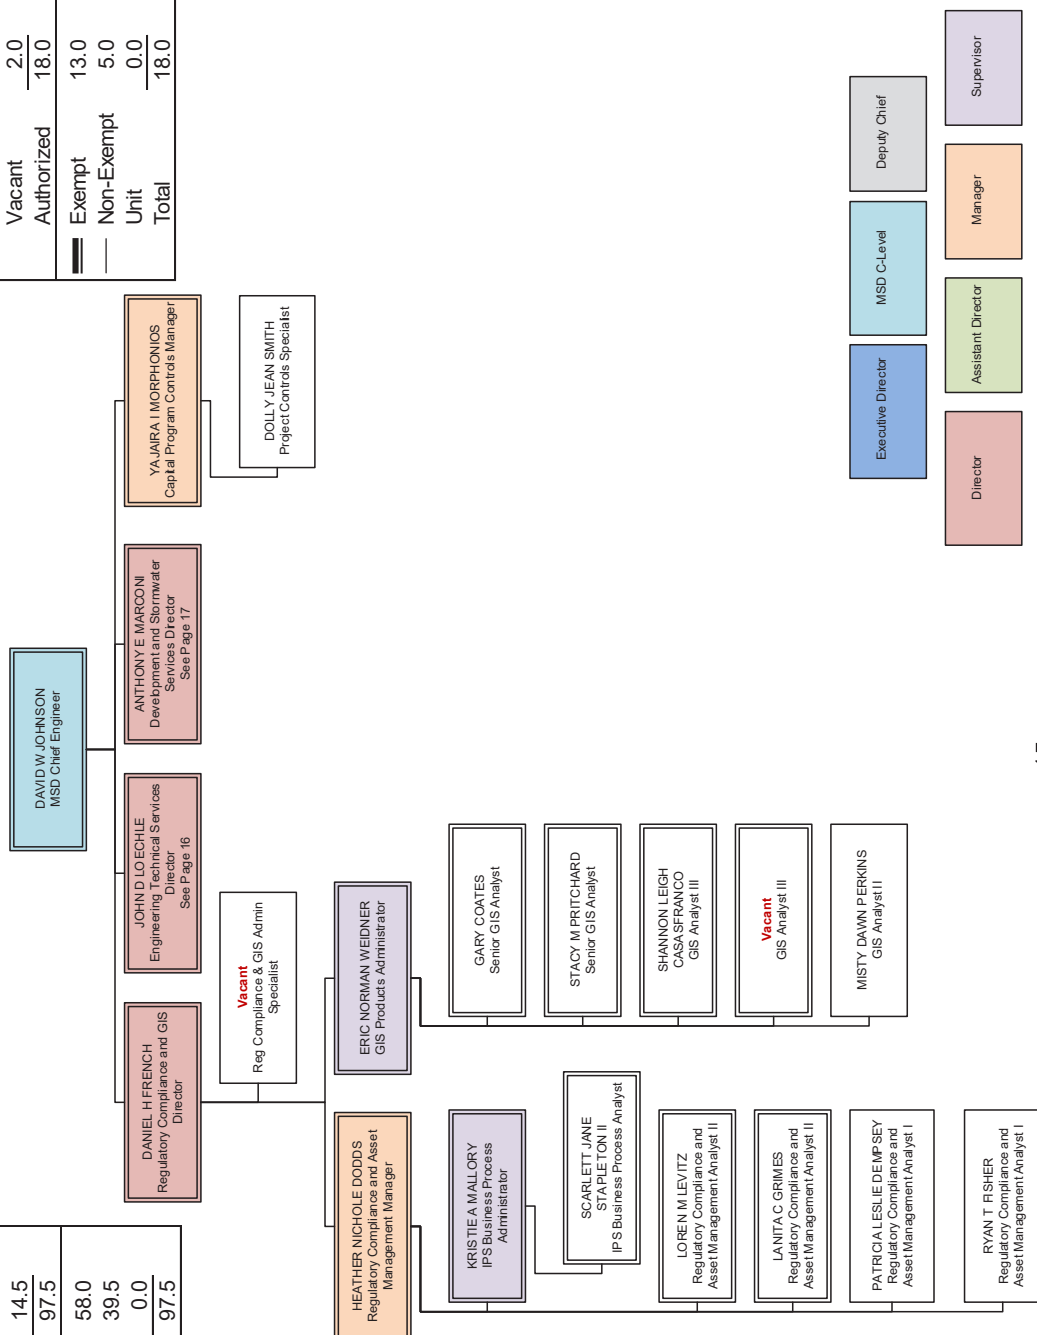 14.5
97.5
58.0
39.5
0.0
97.5
Vacant 2.0
Authorized 18.0
Exempt 13.0
Non-Exempt 5.0
Unit 0.0
Total 18.0
DAVID W JOHNSON
MSD Chief Engineer
DANIEL H FRENCH
Regulatory Compliance and GIS
Director
JOHN D LOECHLE
Engineering Technical Services
Director
See Page 16
ANTHONY E MARCONI
Development and Stormwater
Services Director
See Page 17
YAJAIRA I MORPHONIOS
Capital Program Controls Manager
Vacant
Reg Compliance & GIS Admin
Specialist
DOLLY JEAN SMITH
Project Controls Specialist
HEATHER NICHOLE DODDS
Regulatory Compliance and Asset
Management Manager
ERIC NORMAN WEIDNER
GIS Products Administrator
KRISTIE A MALLORY
IPS Business Process
Administrator
SCARLETT JANE
STAPLETON II
IPS Business Process Analyst
LOREN M LEVITZ
Regulatory Compliance and
Asset Management Analyst II
LANITA C GRIMES
Regulatory Compliance and
Asset Management Analyst II
PATRICIA LESLIE DEMPSEY
Regulatory Compliance and
Asset Management Analyst I
RYAN T FISHER
Regulatory Compliance and
Asset Management Analyst I
GARY COATES
Senior GIS Analyst
STACY M PRITCHARD
Senior GIS Analyst
SHANNON LEIGH
CASASFRANCO
GIS Analyst III
Vacant
GIS Analyst III
MISTY DAWN PERKINS
GIS Analyst II
Executive Director
MSD C-Level
Deputy Chief
Director
Assistant Director
Manager
Supervisor